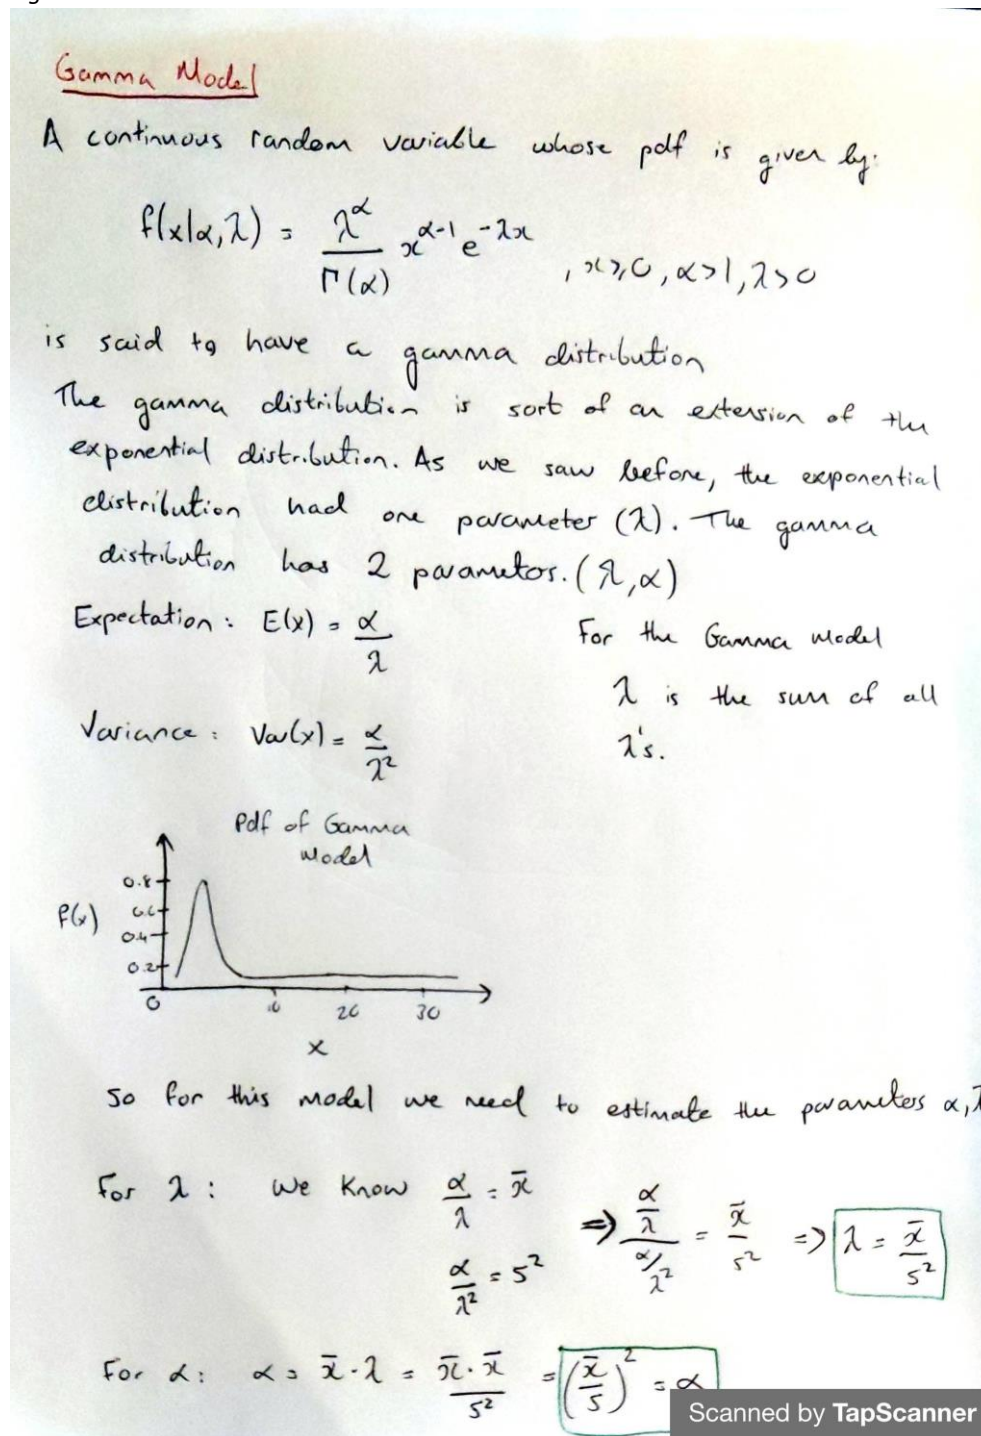 Gamma Model
A continuous random variable whose pdf is given by:
f(x|α,λ) = λ^α / Γ(α) x^(α-1) e^(-λx) , x≥0, α>1, λ>0
is said to have a gamma distribution
The gamma distribution is sort of an extension of the
exponential distribution. As we saw before, the exponential
distribution had one parameter (λ). The gamma
distribution has 2 parametos. (λ,α)
Expectation: E(x) = α/λ
For the Gamma Model
λ is the sum of all
λ's.
Variance: Var(x) = α/λ²
Pdf of Gamma
Model
f(x)
0.8
0.6
0.4
0.2
0 10 20 30
x
So for this model we need to estimate the parameters α, λ
For λ: We know α/λ = x̄
α/λ² = s²
=> (α/λ)/(α/λ²) = x̄/s² => λ = x̄/s²
For α: α = x̄·λ = x̄·x̄/s² = (x̄/s)² = α
Scanned by TapScanner